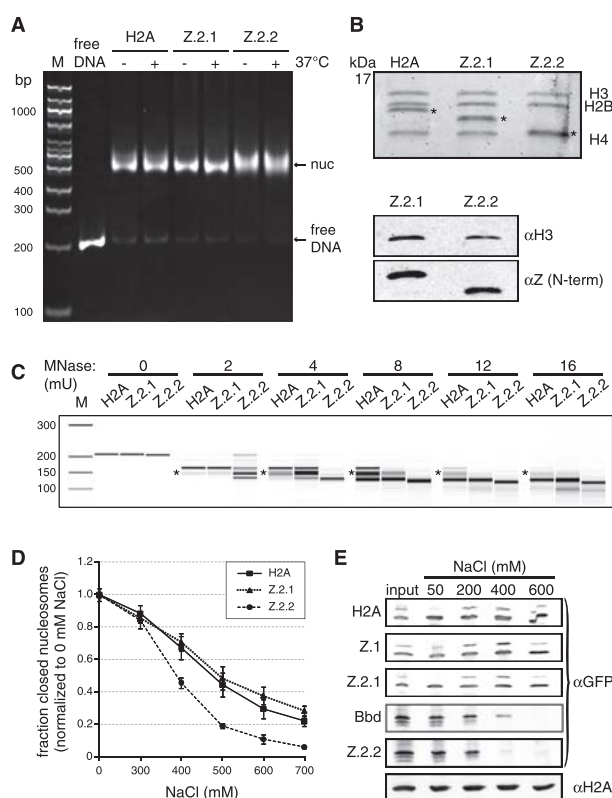 A
free
DNA
H2A
Z.2.1
Z.2.2
M
- + - + - + 37°C
bp
1000
500
400
300
200
100
nuc
free
DNA
B
kDa
H2A Z.2.1 Z.2.2
17
H3
H2B
*
*
H4
*
Z.2.1 Z.2.2
αH3
αZ (N-term)
C
MNase: 0 2 4 8 12 16
(mU)
M
H2A Z.2.1 Z.2.2 H2A Z.2.1 Z.2.2 H2A Z.2.1 Z.2.2 H2A Z.2.1 Z.2.2 H2A Z.2.1 Z.2.2 H2A Z.2.1 Z.2.2
300
200
150
100
* * * * *
D
fraction closed nucleosomes
(normalized to 0 mM NaCl)
1.2
1.0
0.8
0.6
0.4
0.2
0
H2A
Z.2.1
Z.2.2
0 300 400 500 600 700
NaCl (mM)
E
NaCl (mM)
input 50 200 400 600
H2A
Z.1
Z.2.1
Bbd
Z.2.2
αGFP
αH2A